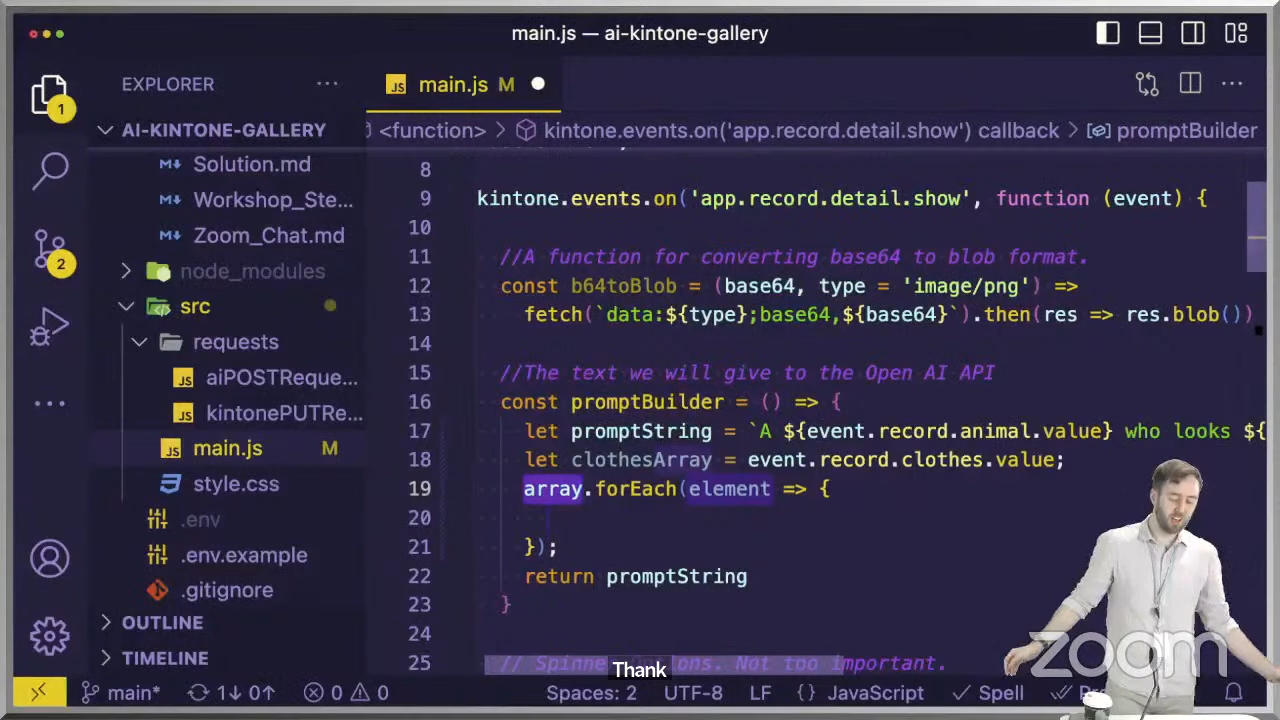 main.js — ai-kintone-gallery
EXPLORER
main.js M
1
AI-KINTONE-GALLERY
<function> > kintone.events.on('app.record.detail.show') callback > promptBuilder
Solution.md
Workshop_Ste...
Zoom_Chat.md
node_modules
2
src
requests
aiPOSTReque...
kintonePUTRe...
main.js M
style.css
.env
.env.example
.gitignore
OUTLINE
TIMELINE
8
9 kintone.events.on('app.record.detail.show', function (event) {
10
11 //A function for converting base64 to blob format.
12 const b64toBlob = (base64, type = 'image/png') =>
13 fetch(`data:${type};base64,${base64}`).then(res => res.blob())
14
15 //The text we will give to the Open AI API
16 const promptBuilder = () => {
17 let promptString = `A ${event.record.animal.value} who looks ${
18 let clothesArray = event.record.clothes.value;
19 array.forEach(element => {
20
21 });
22 return promptString
23 }
24
25 // Spinne ons. Not too important.
Thank
zoom
main* 1↓ 0↑ 0 0 Spaces: 2 UTF-8 LF {} JavaScript Spell